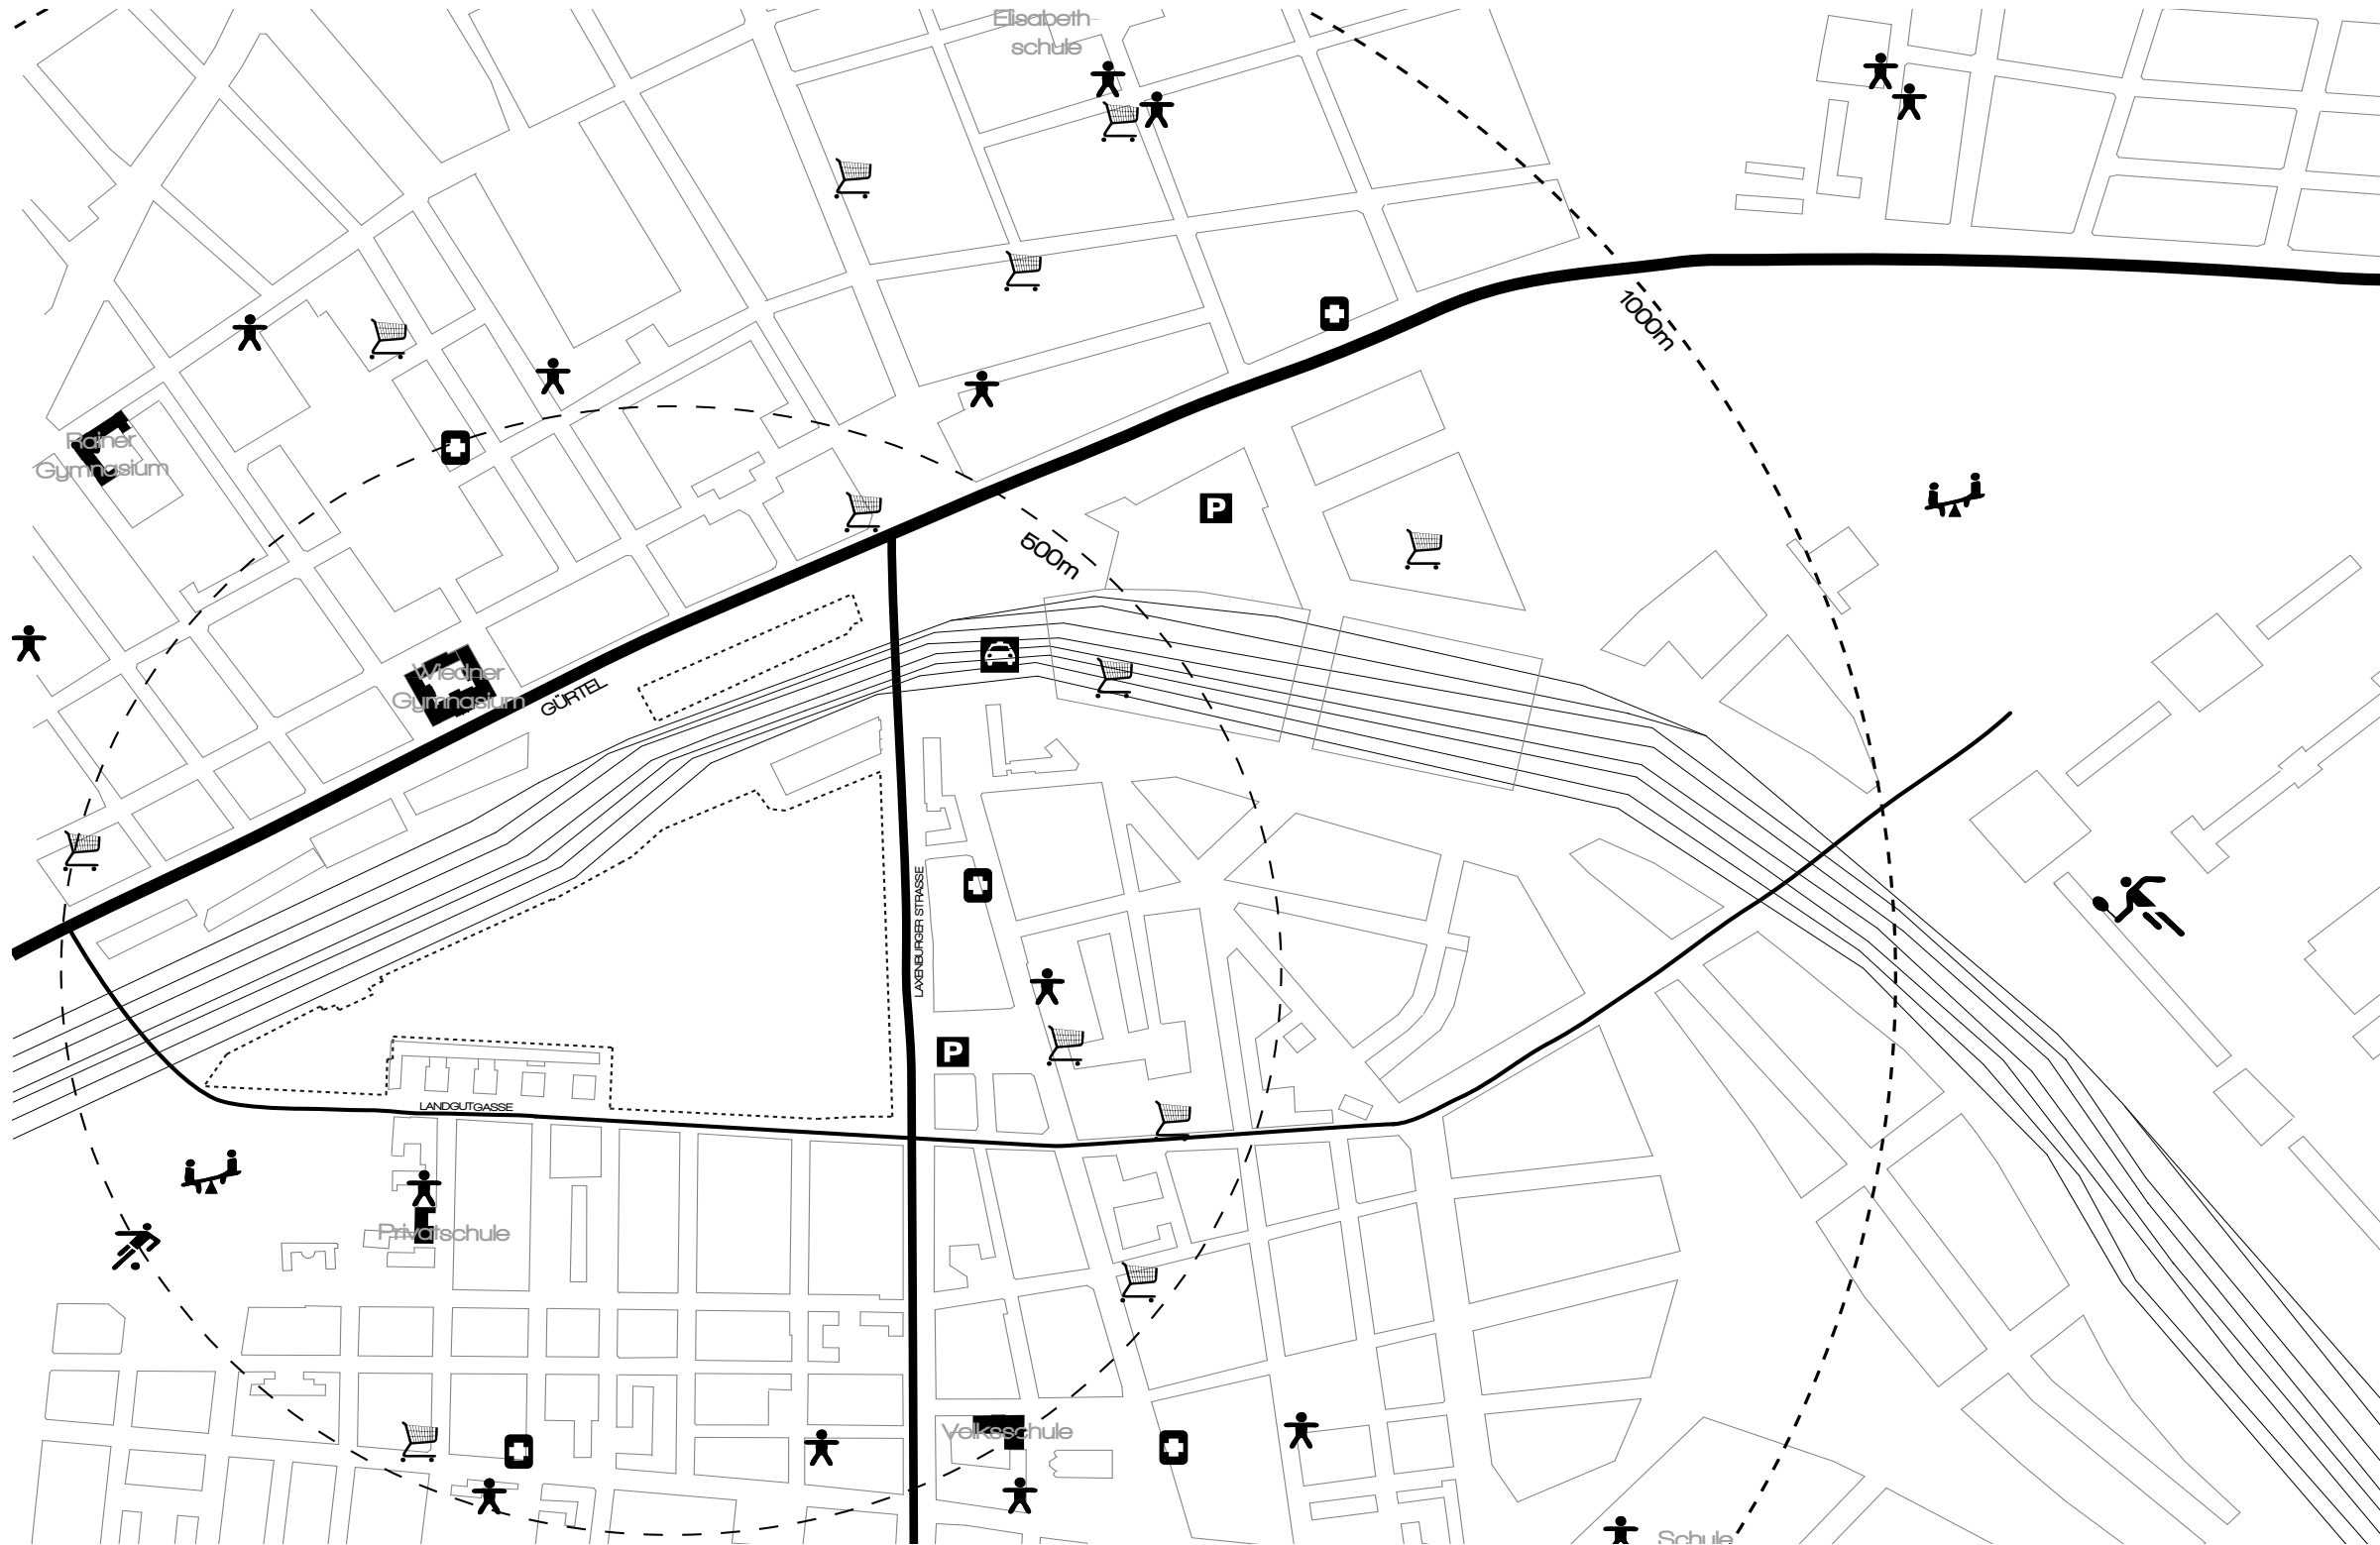 Elisabeth
schule
1000m
Rainer
Gymnasium
P
500m
Wiedner
Gymnasium
GÜRTEL
LAXENBURGER STRASSE
P
LANDGUTGASSE
Privatschule
Volksschule
Schule